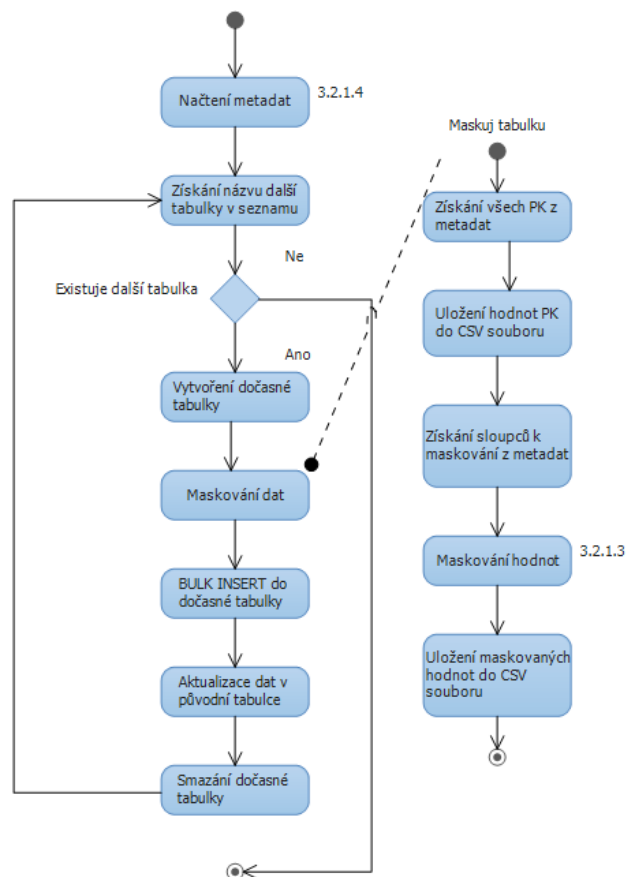 Načtení metadat
3.2.1.4
Získání názvu další
tabulky v seznamu
Ne
Existuje další tabulka
Ano
Vytvoření dočasné
tabulky
Maskování dat
BULK INSERT do
dočasné tabulky
Aktualizace dat v
původní tabulce
Smazání dočasné
tabulky
Maskuj tabulku
Získání všech PK z
metadat
Uložení hodnot PK
do CSV souboru
Získání sloupců k
maskování z metadat
Maskování hodnot
3.2.1.3
Uložení maskovaných
hodnot do CSV
souboru